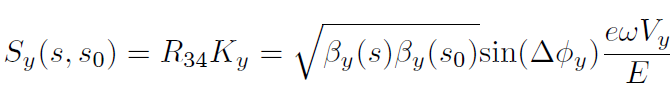 $S_y(s, s_0) = R_{34} K_y = \sqrt{\beta_y(s)\beta_y(s_0)} \sin(\Delta\phi_y) \frac{e\omega V_y}{E}$